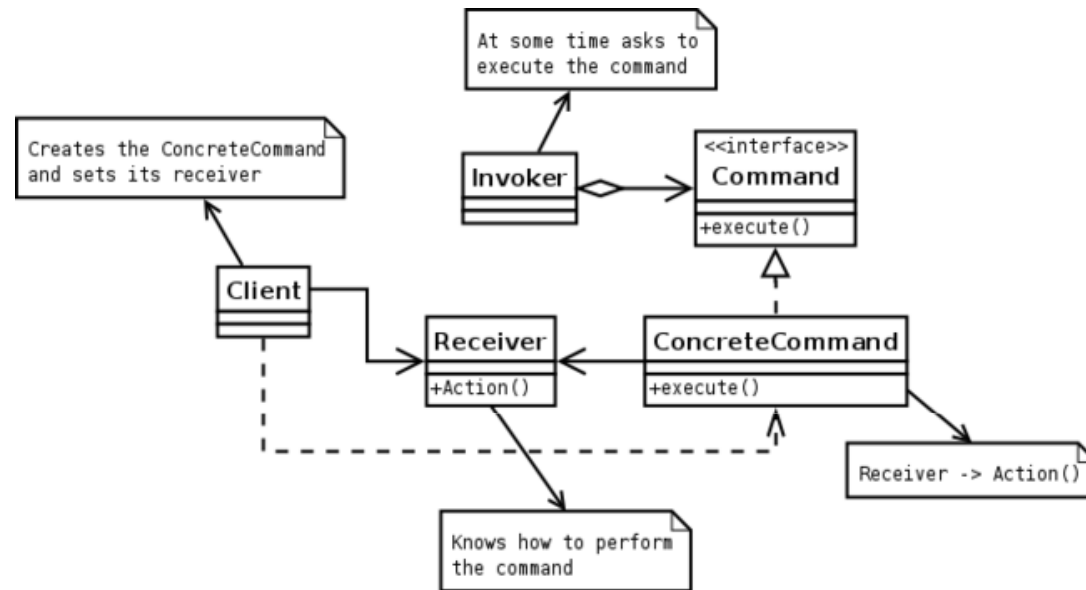 At some time asks to
execute the command
Creates the ConcreteCommand
and sets its receiver
Invoker
<<interface>>
Command
+execute()
Client
Receiver
+Action()
ConcreteCommand
+execute()
Receiver -> Action()
Knows how to perform
the command